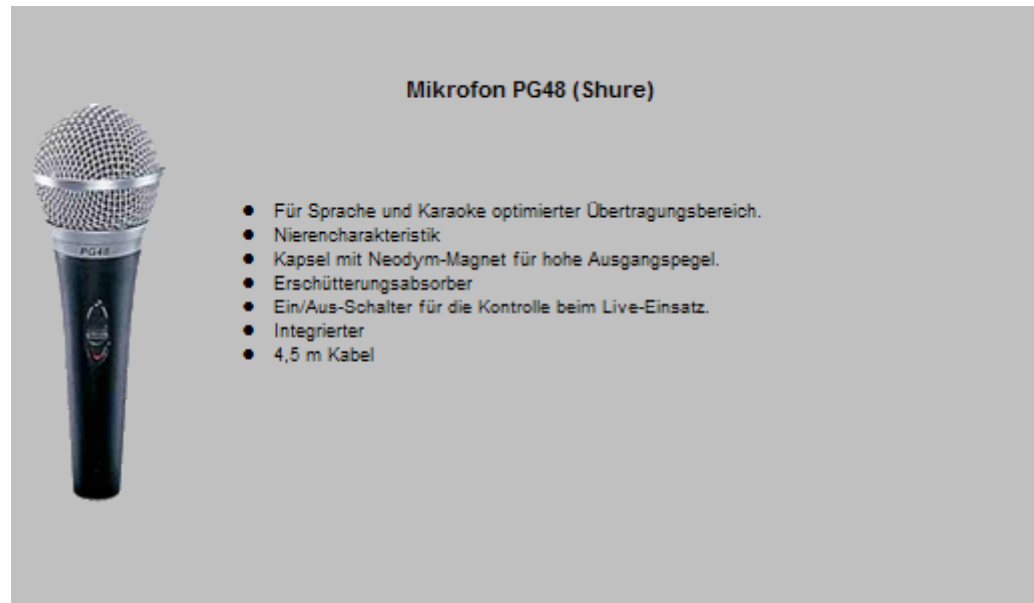 Mikrofon PG48 (Shure)
PG48
● Für Sprache und Karaoke optimierter Übertragungsbereich.
● Nierencharakteristik
● Kapsel mit Neodym-Magnet für hohe Ausgangspegel.
● Erschütterungsabsorber
● Ein/Aus-Schalter für die Kontrolle beim Live-Einsatz.
● Integrierter
● 4,5 m Kabel